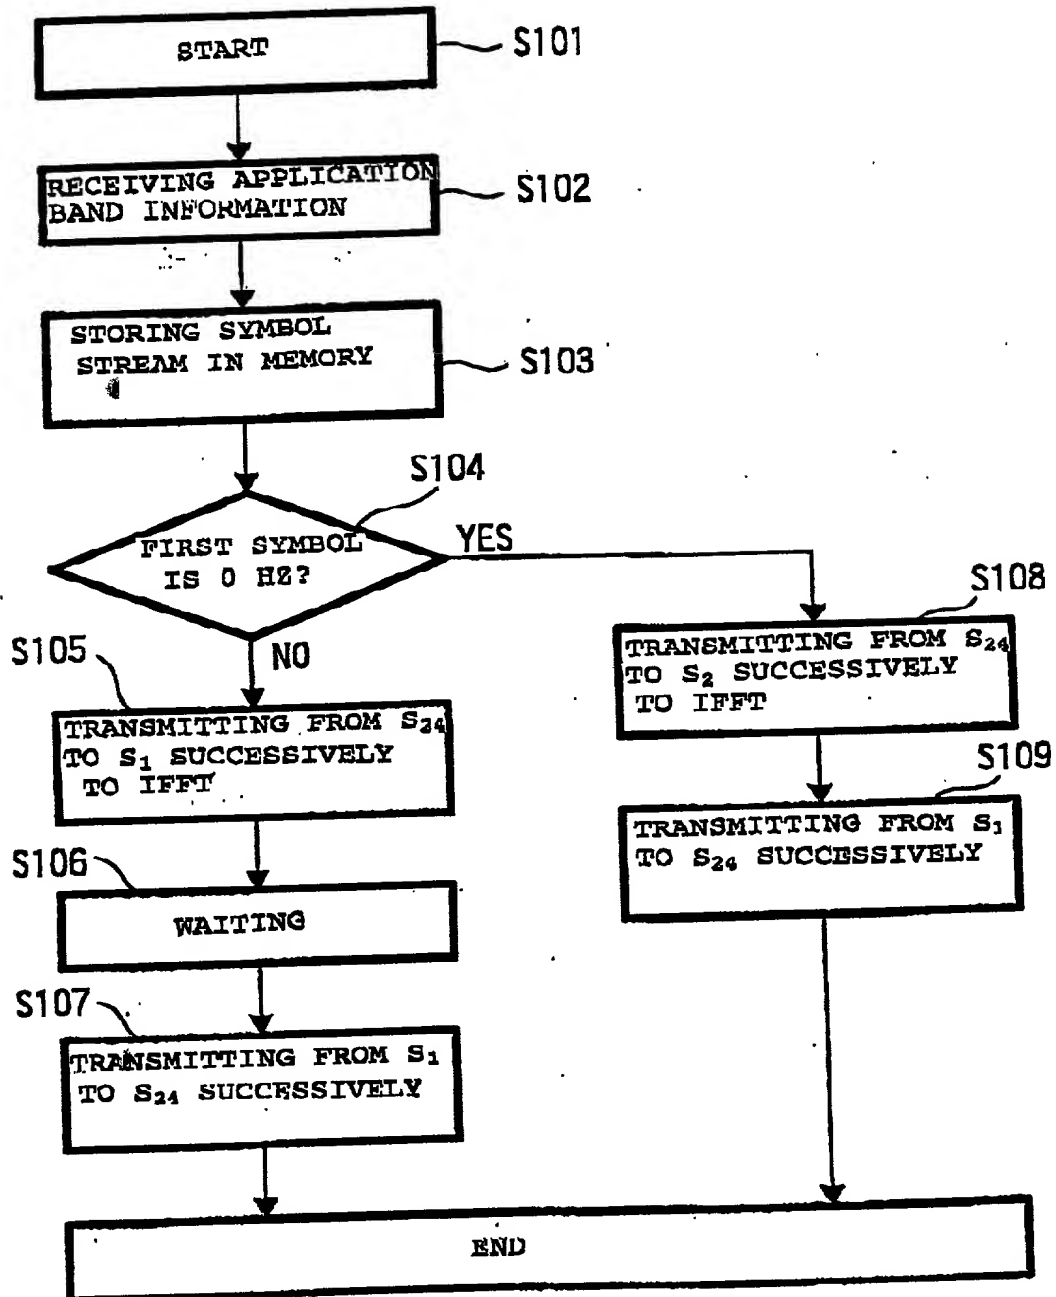 START
S101
RECEIVING APPLICATION
BAND INFORMATION
S102
STORING SYMBOL
STREAM IN MEMORY
S103
S104
FIRST SYMBOL
IS 0 HZ?
YES
NO
S105
TRANSMITTING FROM S₂₄
TO S₁ SUCCESSIVELY
TO IFFT
S106
WAITING
S107
TRANSMITTING FROM S₁
TO S₂₄ SUCCESSIVELY
S108
TRANSMITTING FROM S₂₄
TO S₂ SUCCESSIVELY
TO IFFT
S109
TRANSMITTING FROM S₁
TO S₂₄ SUCCESSIVELY
END